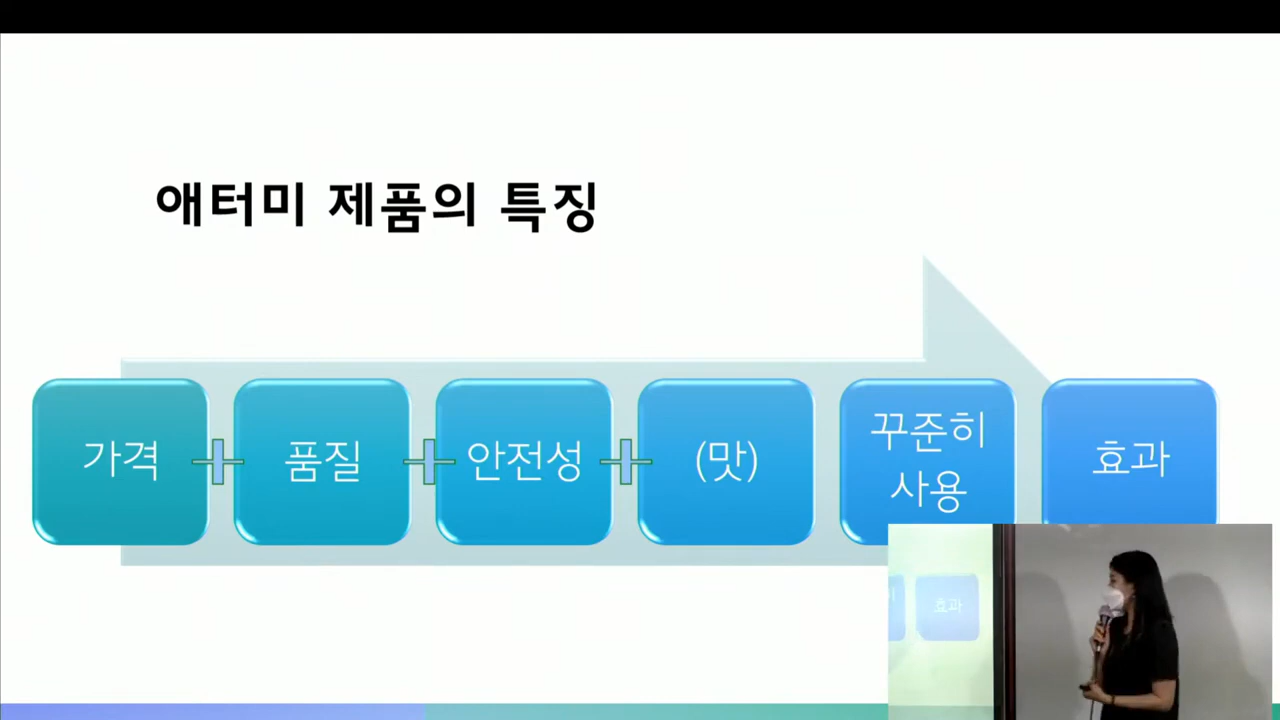 애터미 제품의 특징
가격
품질
안전성
(맛)
꾸준히
사용
효과
효과